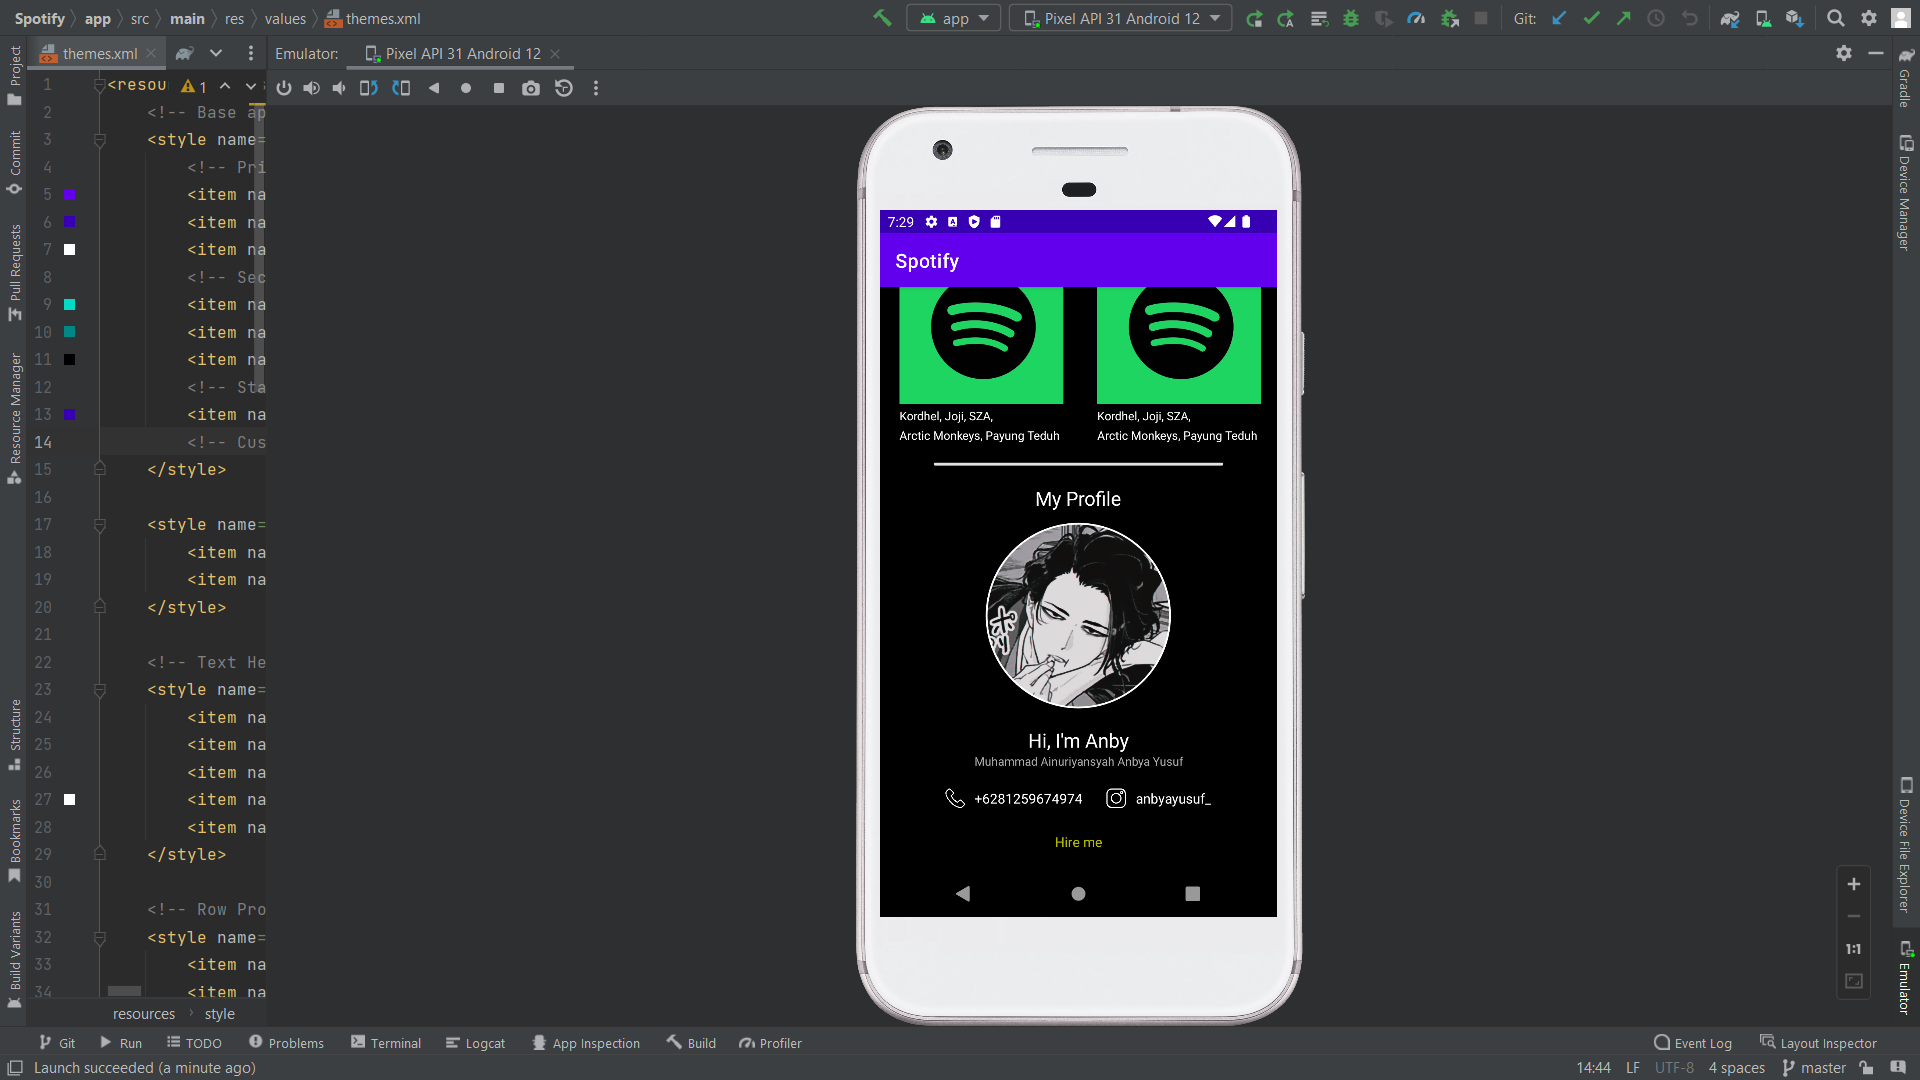 Spotify app src main res values themes.xml
app
Pixel API 31 Android 12
Git:
themes.xml
Emulator:
Pixel API 31 Android 12
Project
Commit
Pull Requests
Resource Manager
Structure
Bookmarks
Build Variants
1 <resou 1
2 <!-- Base ap
3 <style name=
4 <!-- Pri
5 <item na
6 <item na
7 <item na
8 <!-- Sec
9 <item na
10 <item na
11 <item na
12 <!-- Sta
13 <item na
14 <!-- Cus
15 </style>
16
17 <style name=
18 <item na
19 <item na
20 </style>
21
22 <!-- Text He
23 <style name=
24 <item na
25 <item na
26 <item na
27 <item na
28 <item na
29 </style>
30
31 <!-- Row Pro
32 <style name=
33 <item na
34 <item na
resources style
7:29
Spotify
Kordhel, Joji, SZA,
Arctic Monkeys, Payung Teduh
Kordhel, Joji, SZA,
Arctic Monkeys, Payung Teduh
My Profile
Hi, I'm Anby
Muhammad Ainuriyansyah Anbya Yusuf
+6281259674974
anbyayusuf_
Hire me
1:1
Gradle
Device Manager
Device File Explorer
Emulator
Git Run TODO Problems Terminal Logcat App Inspection Build Profiler
Event Log Layout Inspector
Launch succeeded (a minute ago)
14:44 LF UTF-8 4 spaces master